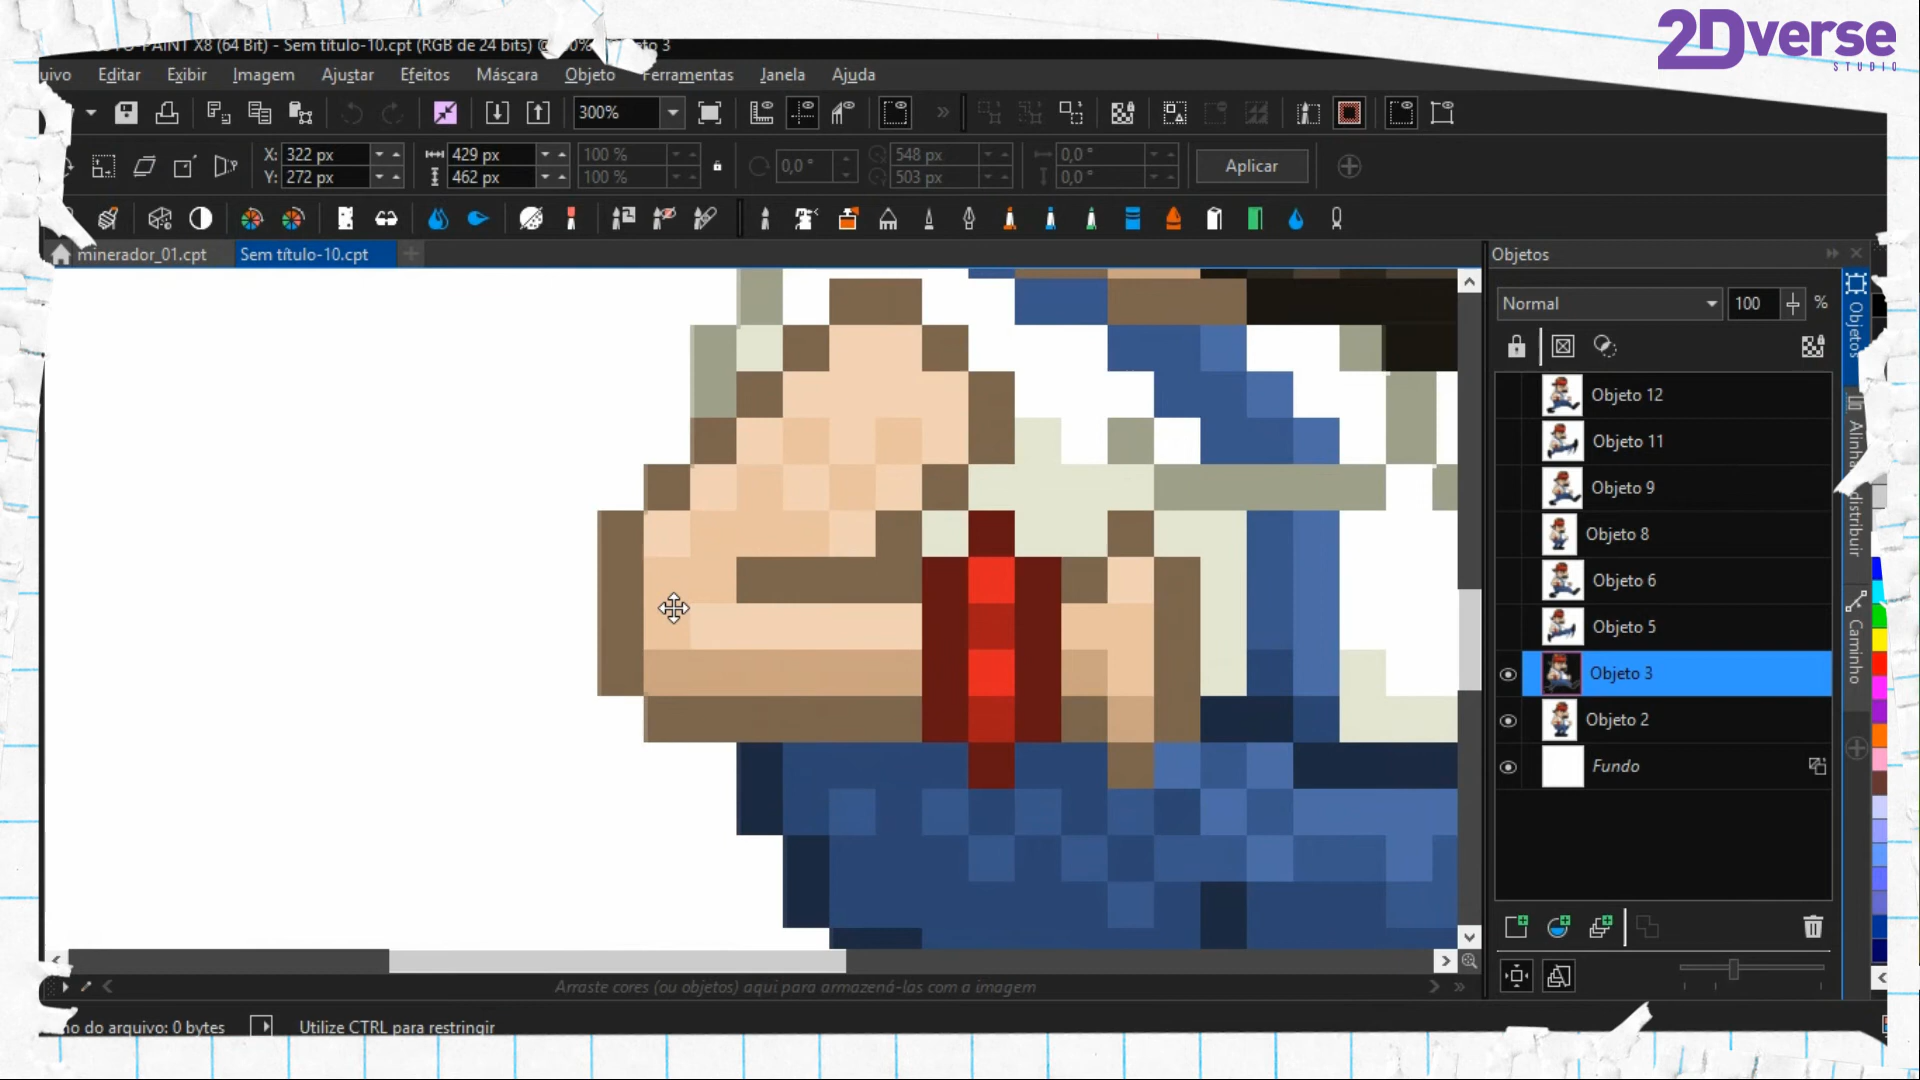 2Dverse
STUDIO
PAINT X8 (64 Bit) - Sem título-10.cpt (RGB de 24 bits) @
Editar Exibir Imagem Ajustar Efeitos Máscara Objeto Ferramentas Janela Ajuda
300%
X: 322 px 429 px 100 % 0,0 ° 548 px 0,0 ° Aplicar
Y: 272 px 462 px 100 % 503 px 0,0 °
minerador_01.cpt Sem título-10.cpt
Objetos
Normal 100 %
Objetos
Objeto 12
Objeto 11
Objeto 9
Objeto 8
Objeto 6
Objeto 5
Objeto 3
Objeto 2
Fundo
distribuir
Caminho
Arraste cores (ou objetos) aqui para armazená-las com a imagem
do arquivo: 0 bytes Utilize CTRL para restringir